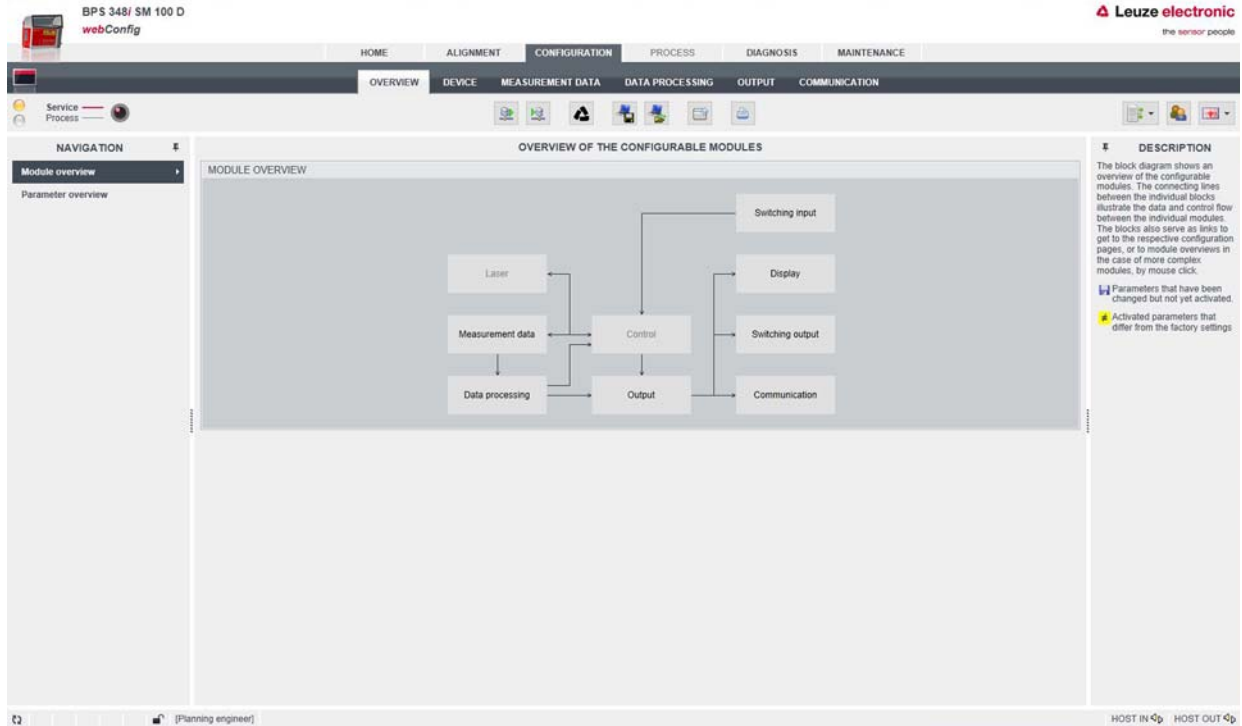 BPS 348i SM 100 D
webConfig
Leuze electronic
the sensor people
HOME ALIGNMENT CONFIGURATION PROCESS DIAGNOSIS MAINTENANCE
OVERVIEW DEVICE MEASUREMENT DATA DATA PROCESSING OUTPUT COMMUNICATION
Service
Process
NAVIGATION
Module overview
Parameter overview
OVERVIEW OF THE CONFIGURABLE MODULES
MODULE OVERVIEW
Switching input
Laser
Display
Measurement data
Control
Switching output
Data processing
Output
Communication
DESCRIPTION
The block diagram shows an
overview of the configurable
modules. The connecting lines
between the individual blocks
illustrate the data and control flow
between the individual modules.
The blocks also serve as links to
get to the respective configuration
pages, or to module overviews in
the case of more complex
modules, by mouse click.
Parameters that have been
changed but not yet activated.
Activated parameters that
differ from the factory settings
[Planning engineer]
HOST IN HOST OUT